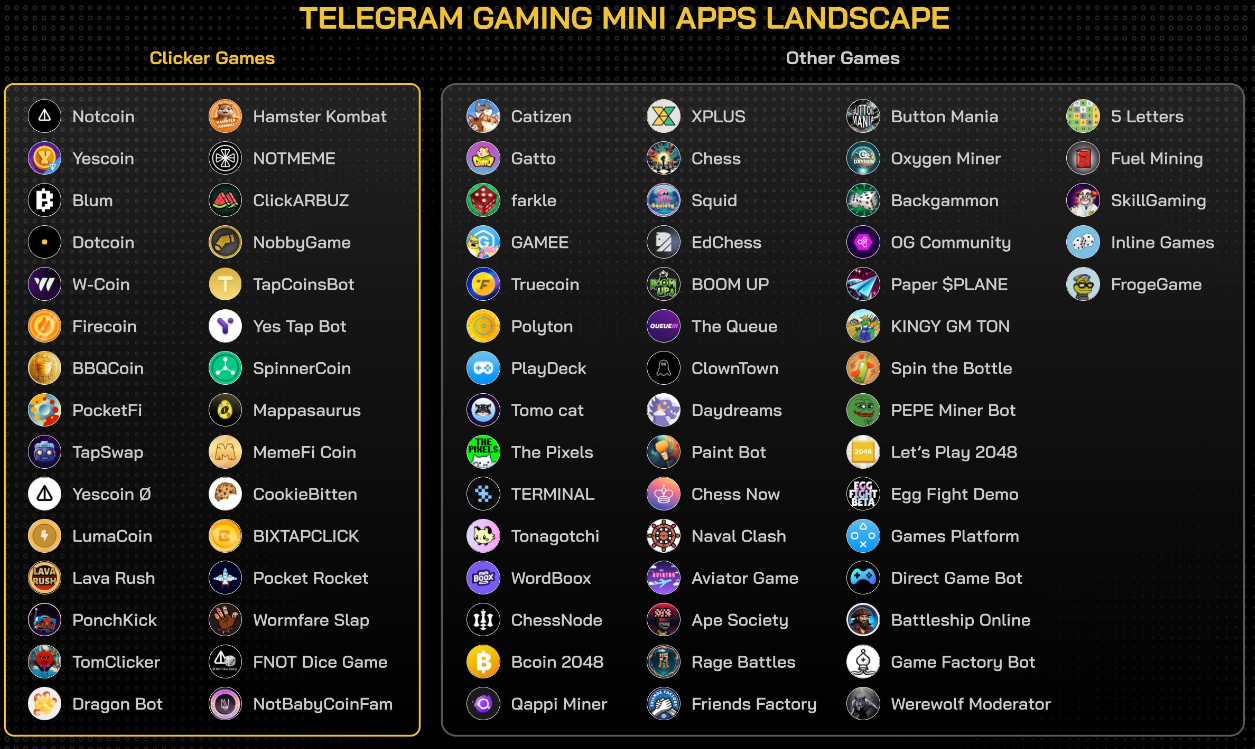 TELEGRAM GAMING MINI APPS LANDSCAPE
Clicker Games
Notcoin
Yescoin
Blum
Dotcoin
W-Coin
Firecoin
BBQCoin
PocketFi
TapSwap
Yescoin Ø
LumaCoin
Lava Rush
PonchKick
TomClicker
Dragon Bot
Hamster Kombat
NOTMEME
ClickARBUZ
NobbyGame
TapCoinsBot
Yes Tap Bot
SpinnerCoin
Mappasaurus
MemeFi Coin
CookieBitten
BIXTAPCLICK
Pocket Rocket
Wormfare Slap
FNOT Dice Game
NotBabyCoinFam
Other Games
Catizen
Gatto
farkle
GAMEE
Truecoin
Polyton
PlayDeck
Tomo cat
The Pixels
TERMINAL
Tonagotchi
WordBoox
ChessNode
Bcoin 2048
Qappi Miner
XPLUS
Chess
Squid
EdChess
BOOM UP
The Queue
ClownTown
Daydreams
Paint Bot
Chess Now
Naval Clash
Aviator Game
Ape Society
Rage Battles
Friends Factory
Button Mania
Oxygen Miner
Backgammon
OG Community
Paper $PLANE
KINGY GM TON
Spin the Bottle
PEPE Miner Bot
Let's Play 2048
Egg Fight Demo
Games Platform
Direct Game Bot
Battleship Online
Game Factory Bot
Werewolf Moderator
5 Letters
Fuel Mining
SkillGaming
Inline Games
FrogeGame